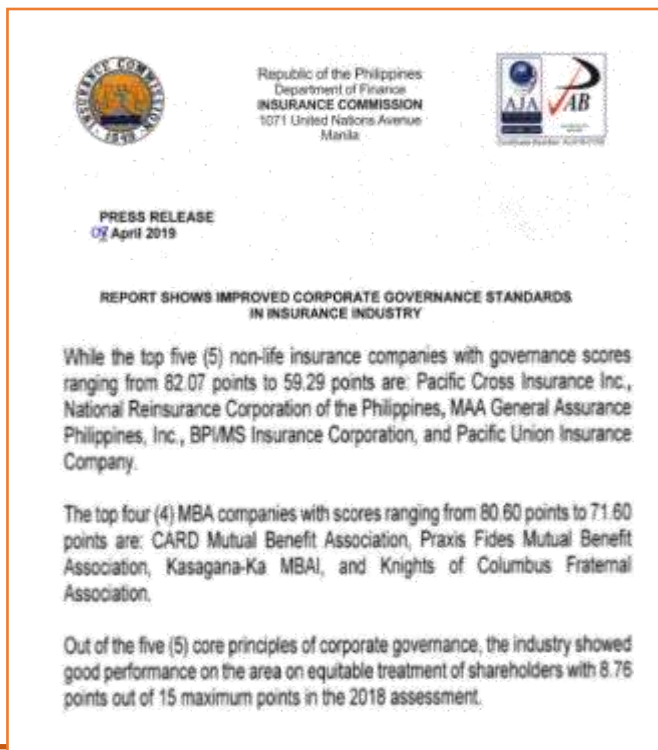 INSURANCE COMMISSION
Republic of the Philippines
Department of Finance
INSURANCE COMMISSION
1071 United Nations Avenue
Manila
AJA
PAB
PRESS RELEASE
April 2019
REPORT SHOWS IMPROVED CORPORATE GOVERNANCE STANDARDS
IN INSURANCE INDUSTRY
While the top five (5) non-life insurance companies with governance scores
ranging from 82.07 points to 59.29 points are: Pacific Cross Insurance Inc.,
National Reinsurance Corporation of the Philippines, MAA General Assurance
Philippines, Inc., BPI/MS Insurance Corporation, and Pacific Union Insurance
Company.
The top four (4) MBA companies with scores ranging from 80.60 points to 71.60
points are: CARD Mutual Benefit Association, Praxis Fides Mutual Benefit
Association, Kasagana-Ka MBAI, and Knights of Columbus Fraternal
Association.
Out of the five (5) core principles of corporate governance, the industry showed
good performance on the area on equitable treatment of shareholders with 8.76
points out of 15 maximum points in the 2018 assessment.